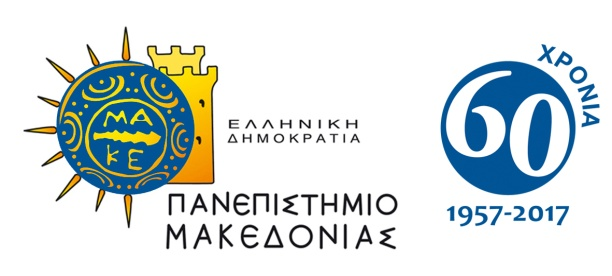 ΜΑ
ΚΕ
ΕΛΛΗΝΙΚΗ
ΔΗΜΟΚΡΑΤΙΑ
ΠΑΝΕΠΙΣΤΗΜΙΟ
ΜΑΚΕΔΟΝΙΑΣ
60
ΧΡΟΝΙΑ
1957-2017